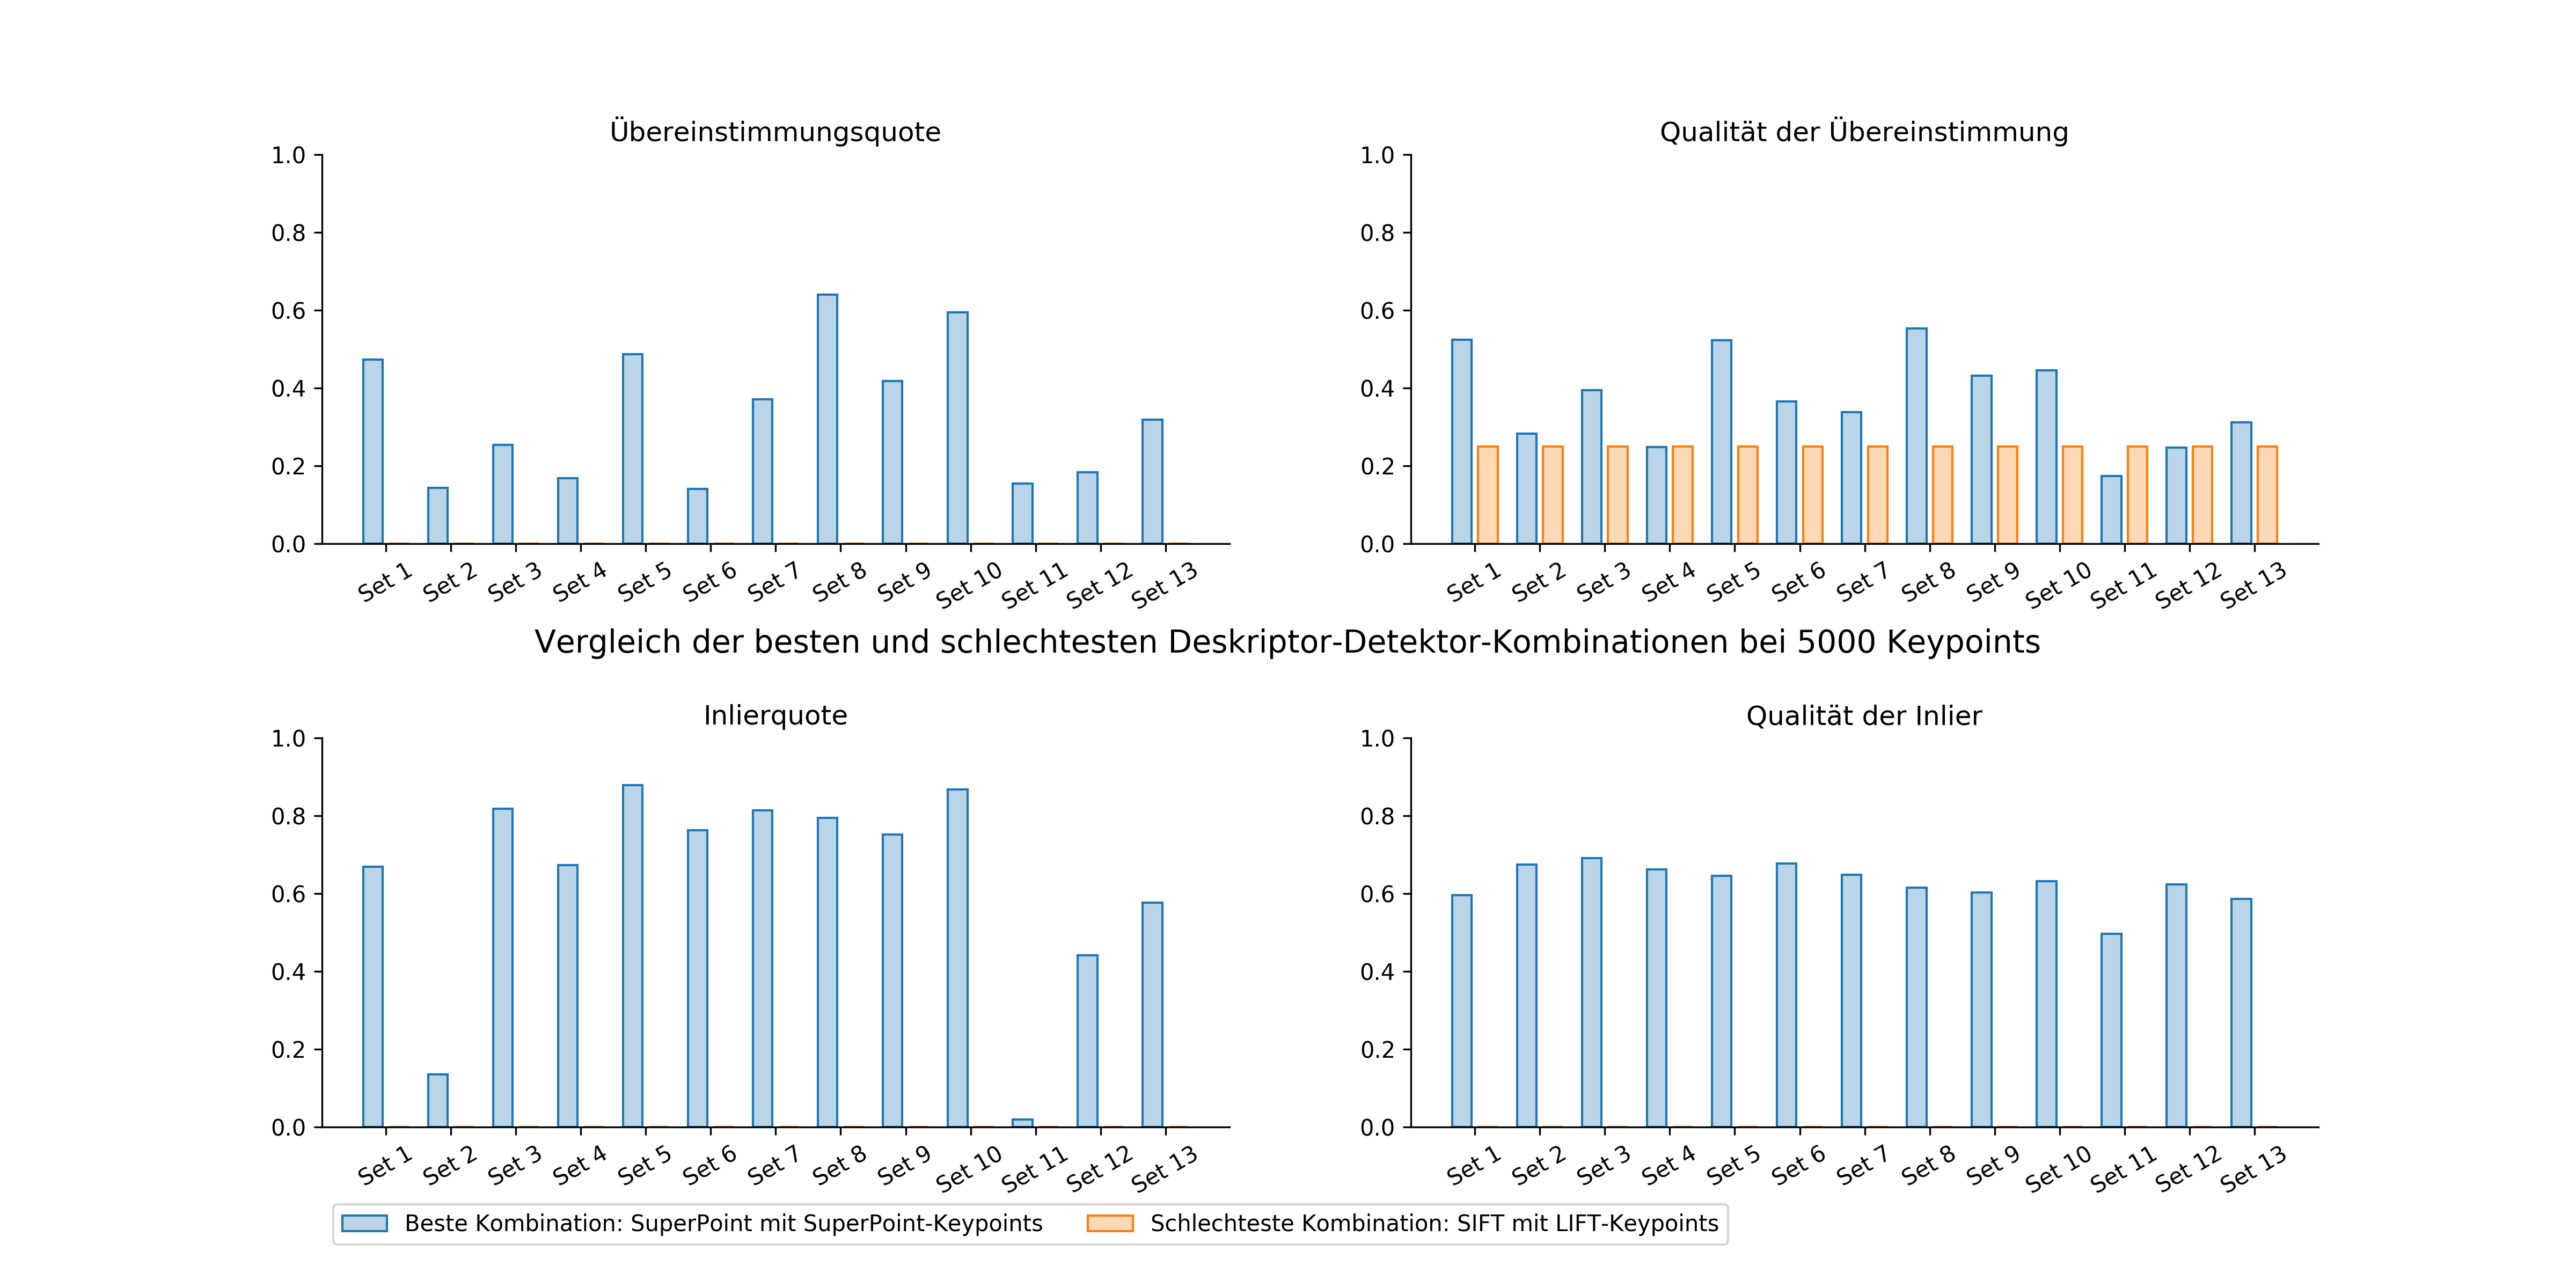 Übereinstimmungsquote
1.0
0.8
0.6
0.4
0.2
0.0
Set 1 Set 2 Set 3 Set 4 Set 5 Set 6 Set 7 Set 8 Set 9 Set 10 Set 11 Set 12 Set 13
Qualität der Übereinstimmung
1.0
0.8
0.6
0.4
0.2
0.0
Set 1 Set 2 Set 3 Set 4 Set 5 Set 6 Set 7 Set 8 Set 9 Set 10 Set 11 Set 12 Set 13
Vergleich der besten und schlechtesten Deskriptor-Detektor-Kombinationen bei 5000 Keypoints
Inlierquote
1.0
0.8
0.6
0.4
0.2
0.0
Set 1 Set 2 Set 3 Set 4 Set 5 Set 6 Set 7 Set 8 Set 9 Set 10 Set 11 Set 12 Set 13
Qualität der Inlier
1.0
0.8
0.6
0.4
0.2
0.0
Set 1 Set 2 Set 3 Set 4 Set 5 Set 6 Set 7 Set 8 Set 9 Set 10 Set 11 Set 12 Set 13
Beste Kombination: SuperPoint mit SuperPoint-Keypoints
Schlechteste Kombination: SIFT mit LIFT-Keypoints